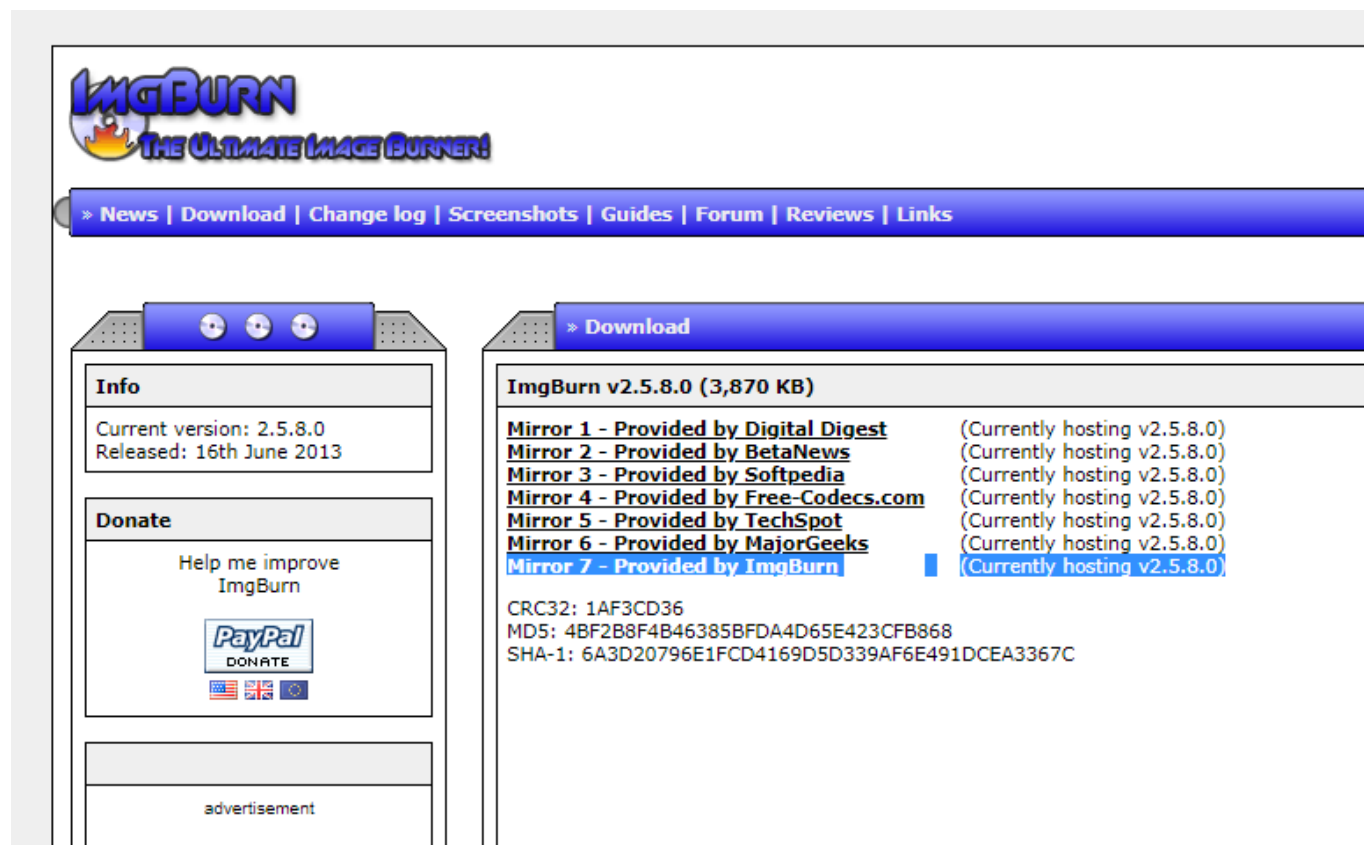 ImgBurn
The Ultimate Image Burner!
» News | Download | Change log | Screenshots | Guides | Forum | Reviews | Links
Info
Current version: 2.5.8.0
Released: 16th June 2013
Donate
Help me improve
ImgBurn
PayPal
DONATE
advertisement
» Download
ImgBurn v2.5.8.0 (3,870 KB)
Mirror 1 - Provided by Digital Digest (Currently hosting v2.5.8.0)
Mirror 2 - Provided by BetaNews (Currently hosting v2.5.8.0)
Mirror 3 - Provided by Softpedia (Currently hosting v2.5.8.0)
Mirror 4 - Provided by Free-Codecs.com (Currently hosting v2.5.8.0)
Mirror 5 - Provided by TechSpot (Currently hosting v2.5.8.0)
Mirror 6 - Provided by MajorGeeks (Currently hosting v2.5.8.0)
Mirror 7 - Provided by ImgBurn (Currently hosting v2.5.8.0)
CRC32: 1AF3CD36
MD5: 4BF2B8F4B46385BFDA4D65E423CFB868
SHA-1: 6A3D20796E1FCD4169D5D339AF6E491DCEA3367C